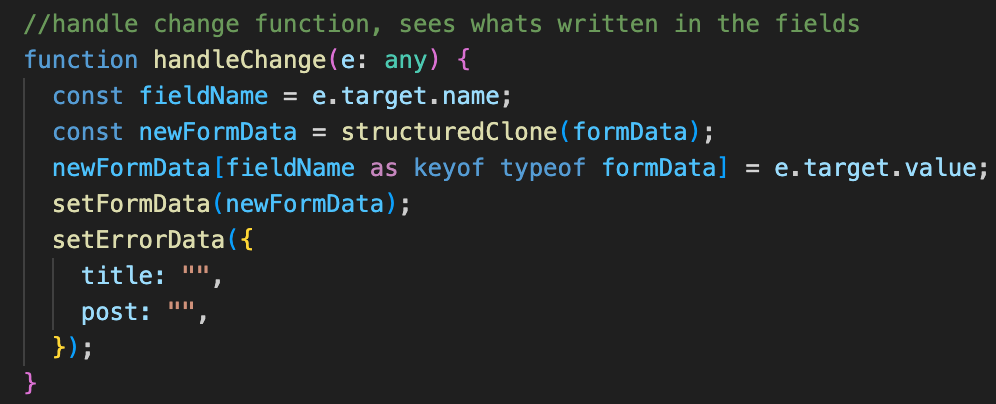 //handle change function, sees whats written in the fields
function handleChange(e: any) {
const fieldName = e.target.name;
const newFormData = structuredClone(formData);
newFormData[fieldName as keyof typeof formData] = e.target.value;
setFormData(newFormData);
setErrorData({
title: "",
post: "",
});
}